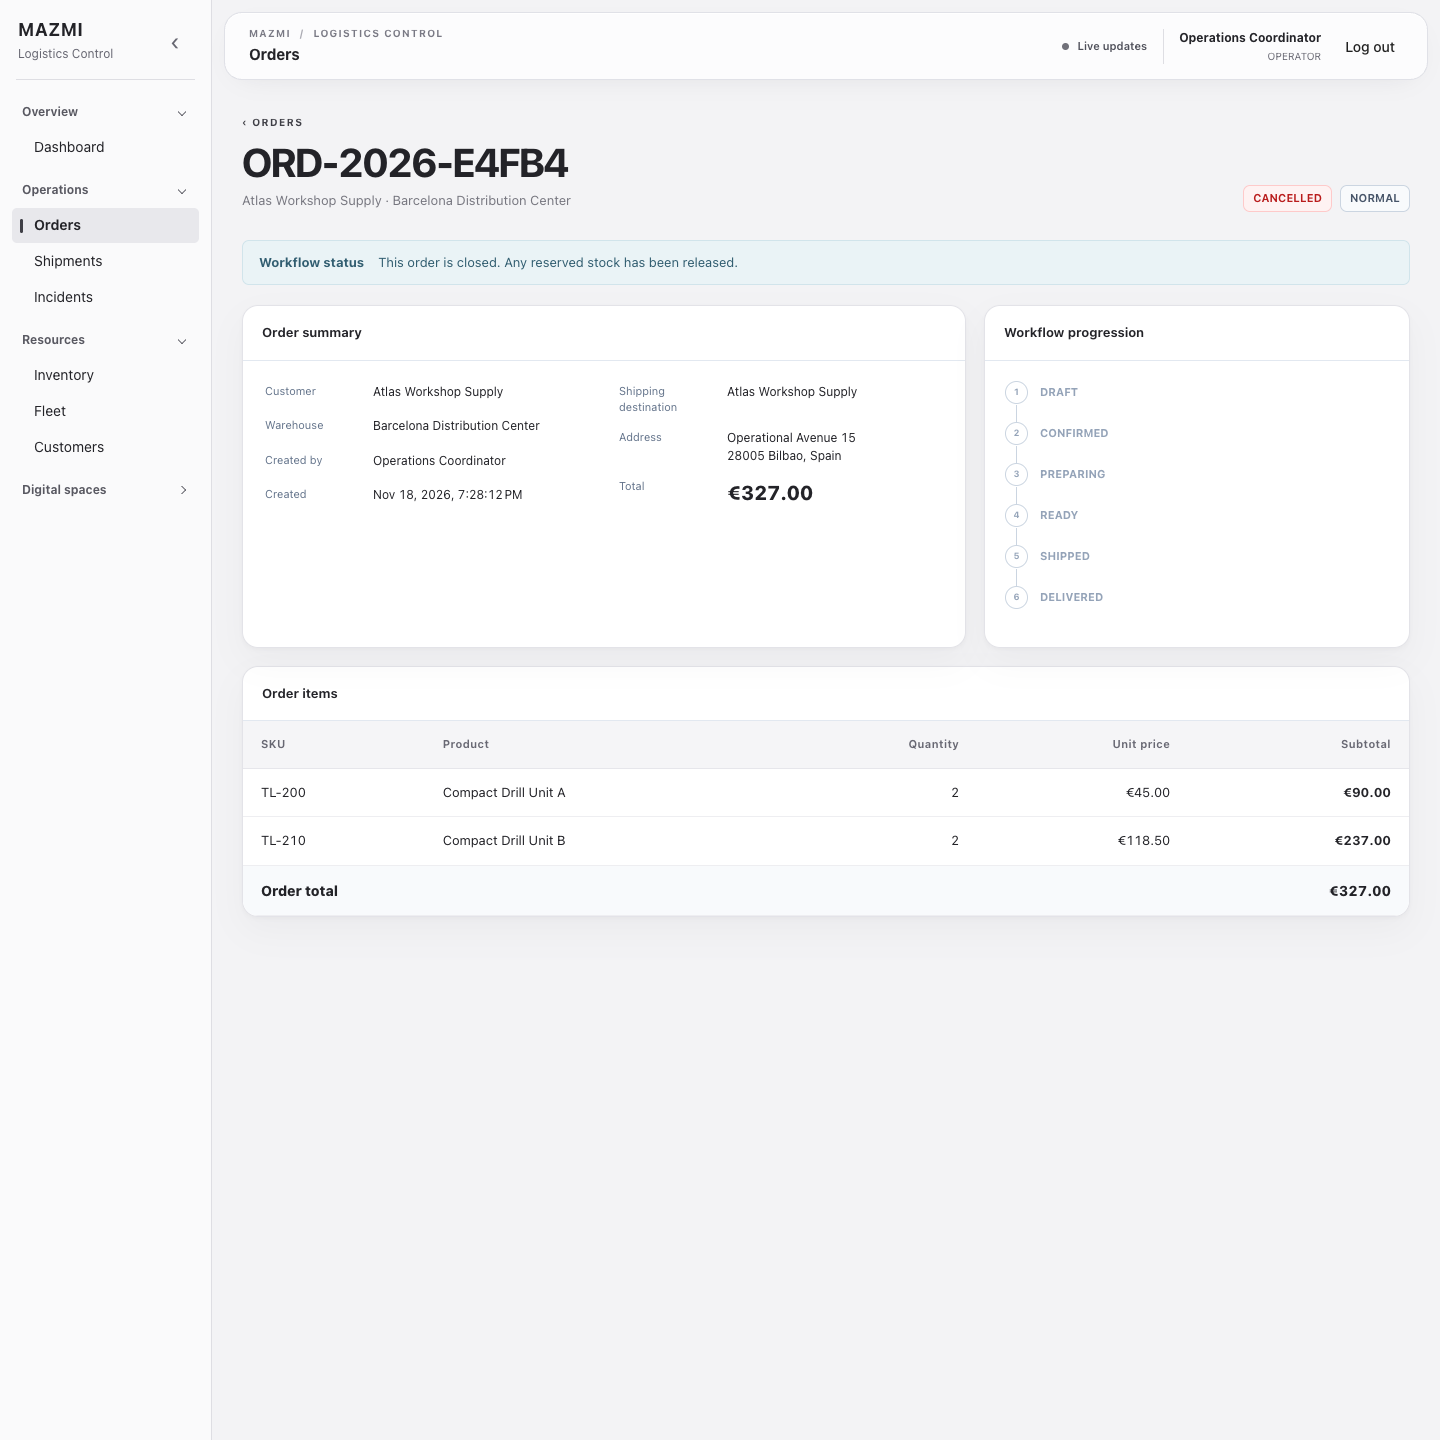 MAZMI
Logistics Control
‹
Overview
Dashboard
Operations
Orders
Shipments
Incidents
Resources
Inventory
Fleet
Customers
Digital spaces
MAZMI / LOGISTICS CONTROL
Orders
Live updates
Operations Coordinator
OPERATOR
Log out
‹ ORDERS
ORD-2026-E4FB4
Atlas Workshop Supply · Barcelona Distribution Center
CANCELLED
NORMAL
Workflow status This order is closed. Any reserved stock has been released.
Order summary
Customer Atlas Workshop Supply
Warehouse Barcelona Distribution Center
Created by Operations Coordinator
Created Nov 18, 2026, 7:28:12 PM
Shipping destination Atlas Workshop Supply
Address Operational Avenue 15
28005 Bilbao, Spain
Total €327.00
Workflow progression
1 DRAFT
2 CONFIRMED
3 PREPARING
4 READY
5 SHIPPED
6 DELIVERED
Order items
SKU Product Quantity Unit price Subtotal
TL-200 Compact Drill Unit A 2 €45.00 €90.00
TL-210 Compact Drill Unit B 2 €118.50 €237.00
Order total €327.00